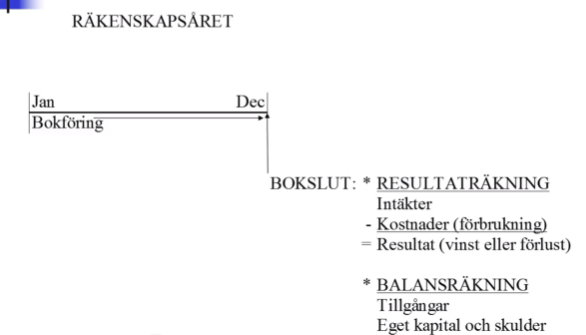 RÄKENSKAPSÅRET
Jan Dec
Bokföring
BOKSLUT: * RESULTATRÄKNING
Intäkter
- Kostnader (förbrukning)
= Resultat (vinst eller förlust)
* BALANSRÄKNING
Tillgångar
Eget kapital och skulder